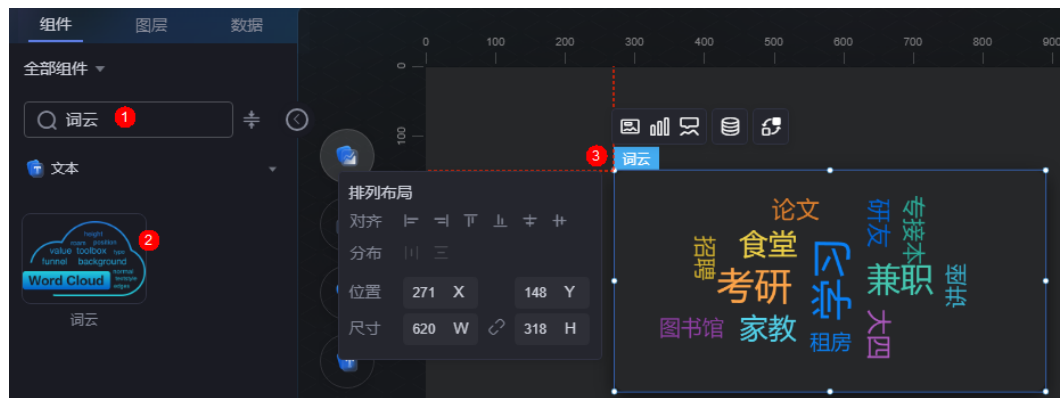 组件 图层 数据
全部组件
词云 1
文本
height
value toolbox type
funnel background
Word Cloud
2
词云
0 100 200 300 400 500 600 700 800 900
0
100
3
词云
排列布局
对齐
分布
位置 271 X 148 Y
尺寸 620 W 318 H
论文
研友
专接本
招聘
食堂
考研
兼职
图书馆
家教
租房
大四